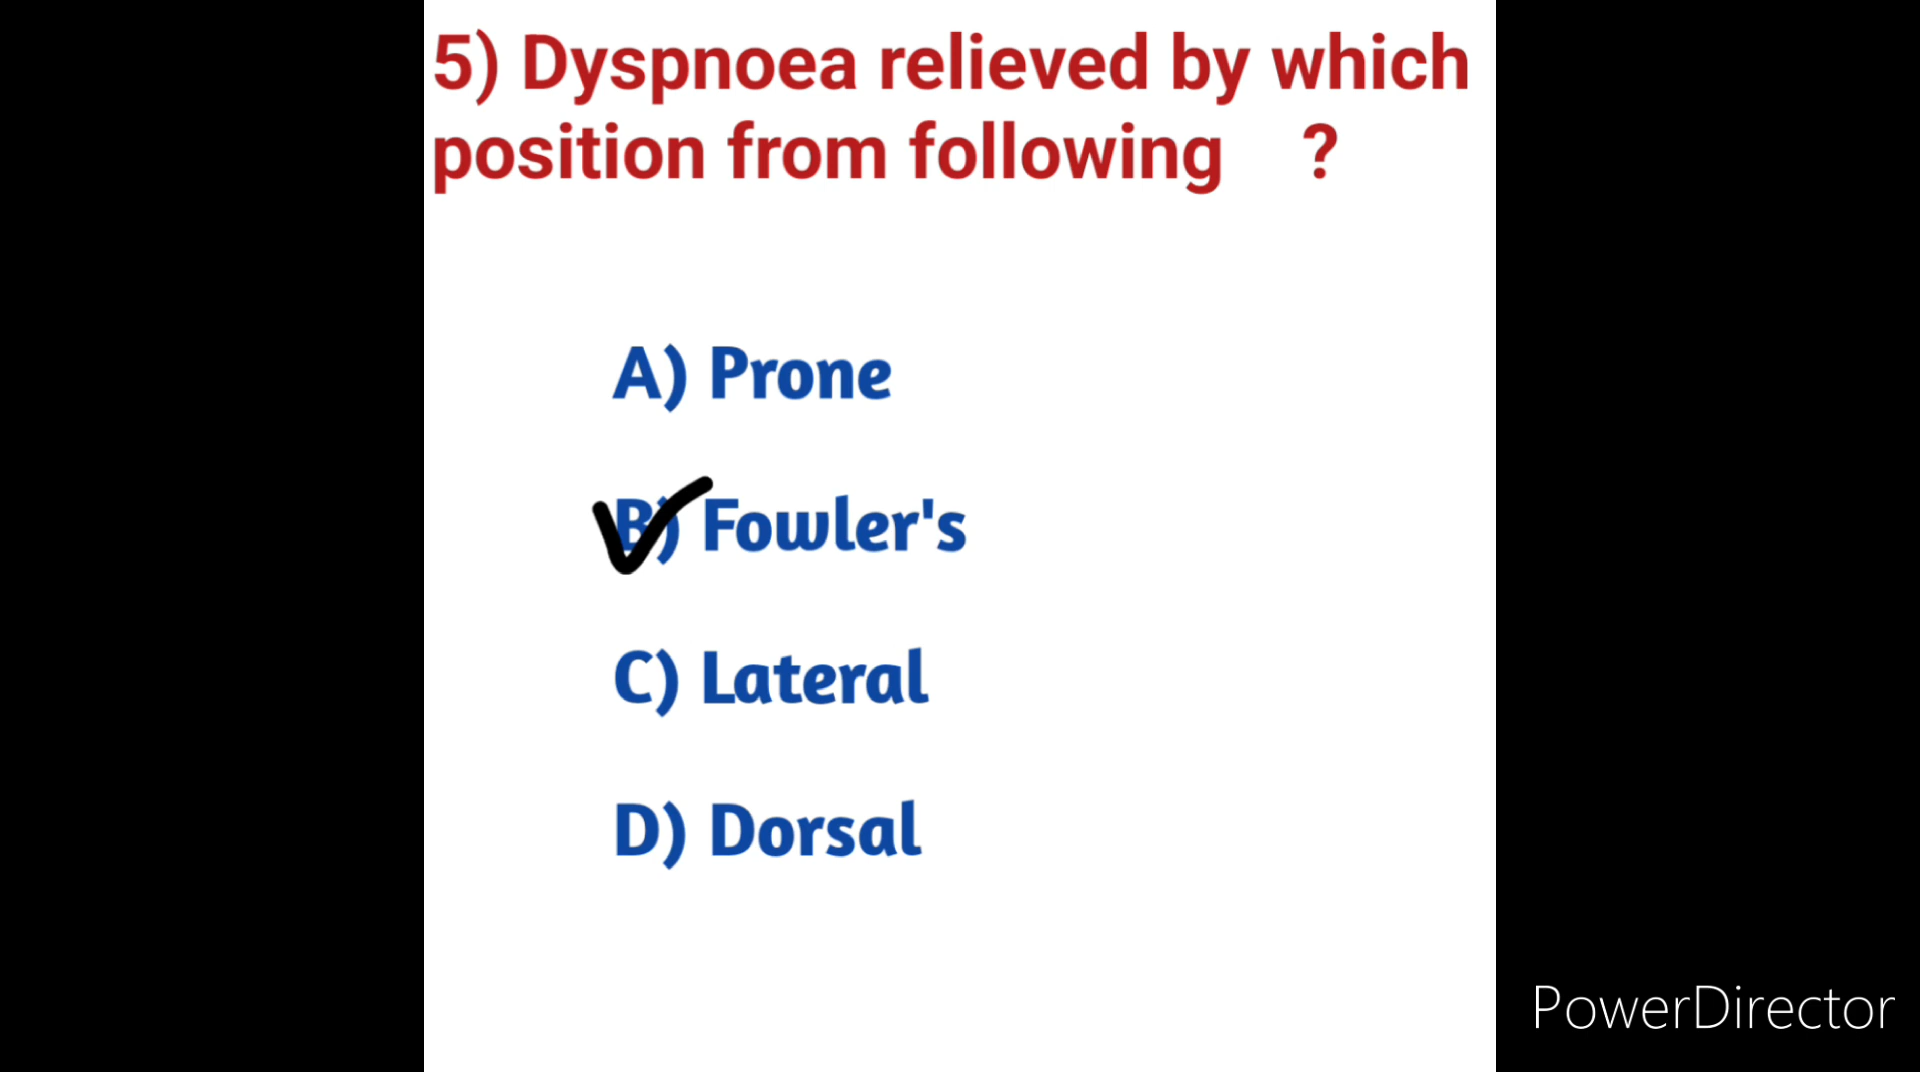 5) Dyspnoea relieved by which
position from following ?
A) Prone
B) Fowler's
C) Lateral
D) Dorsal
PowerDirector